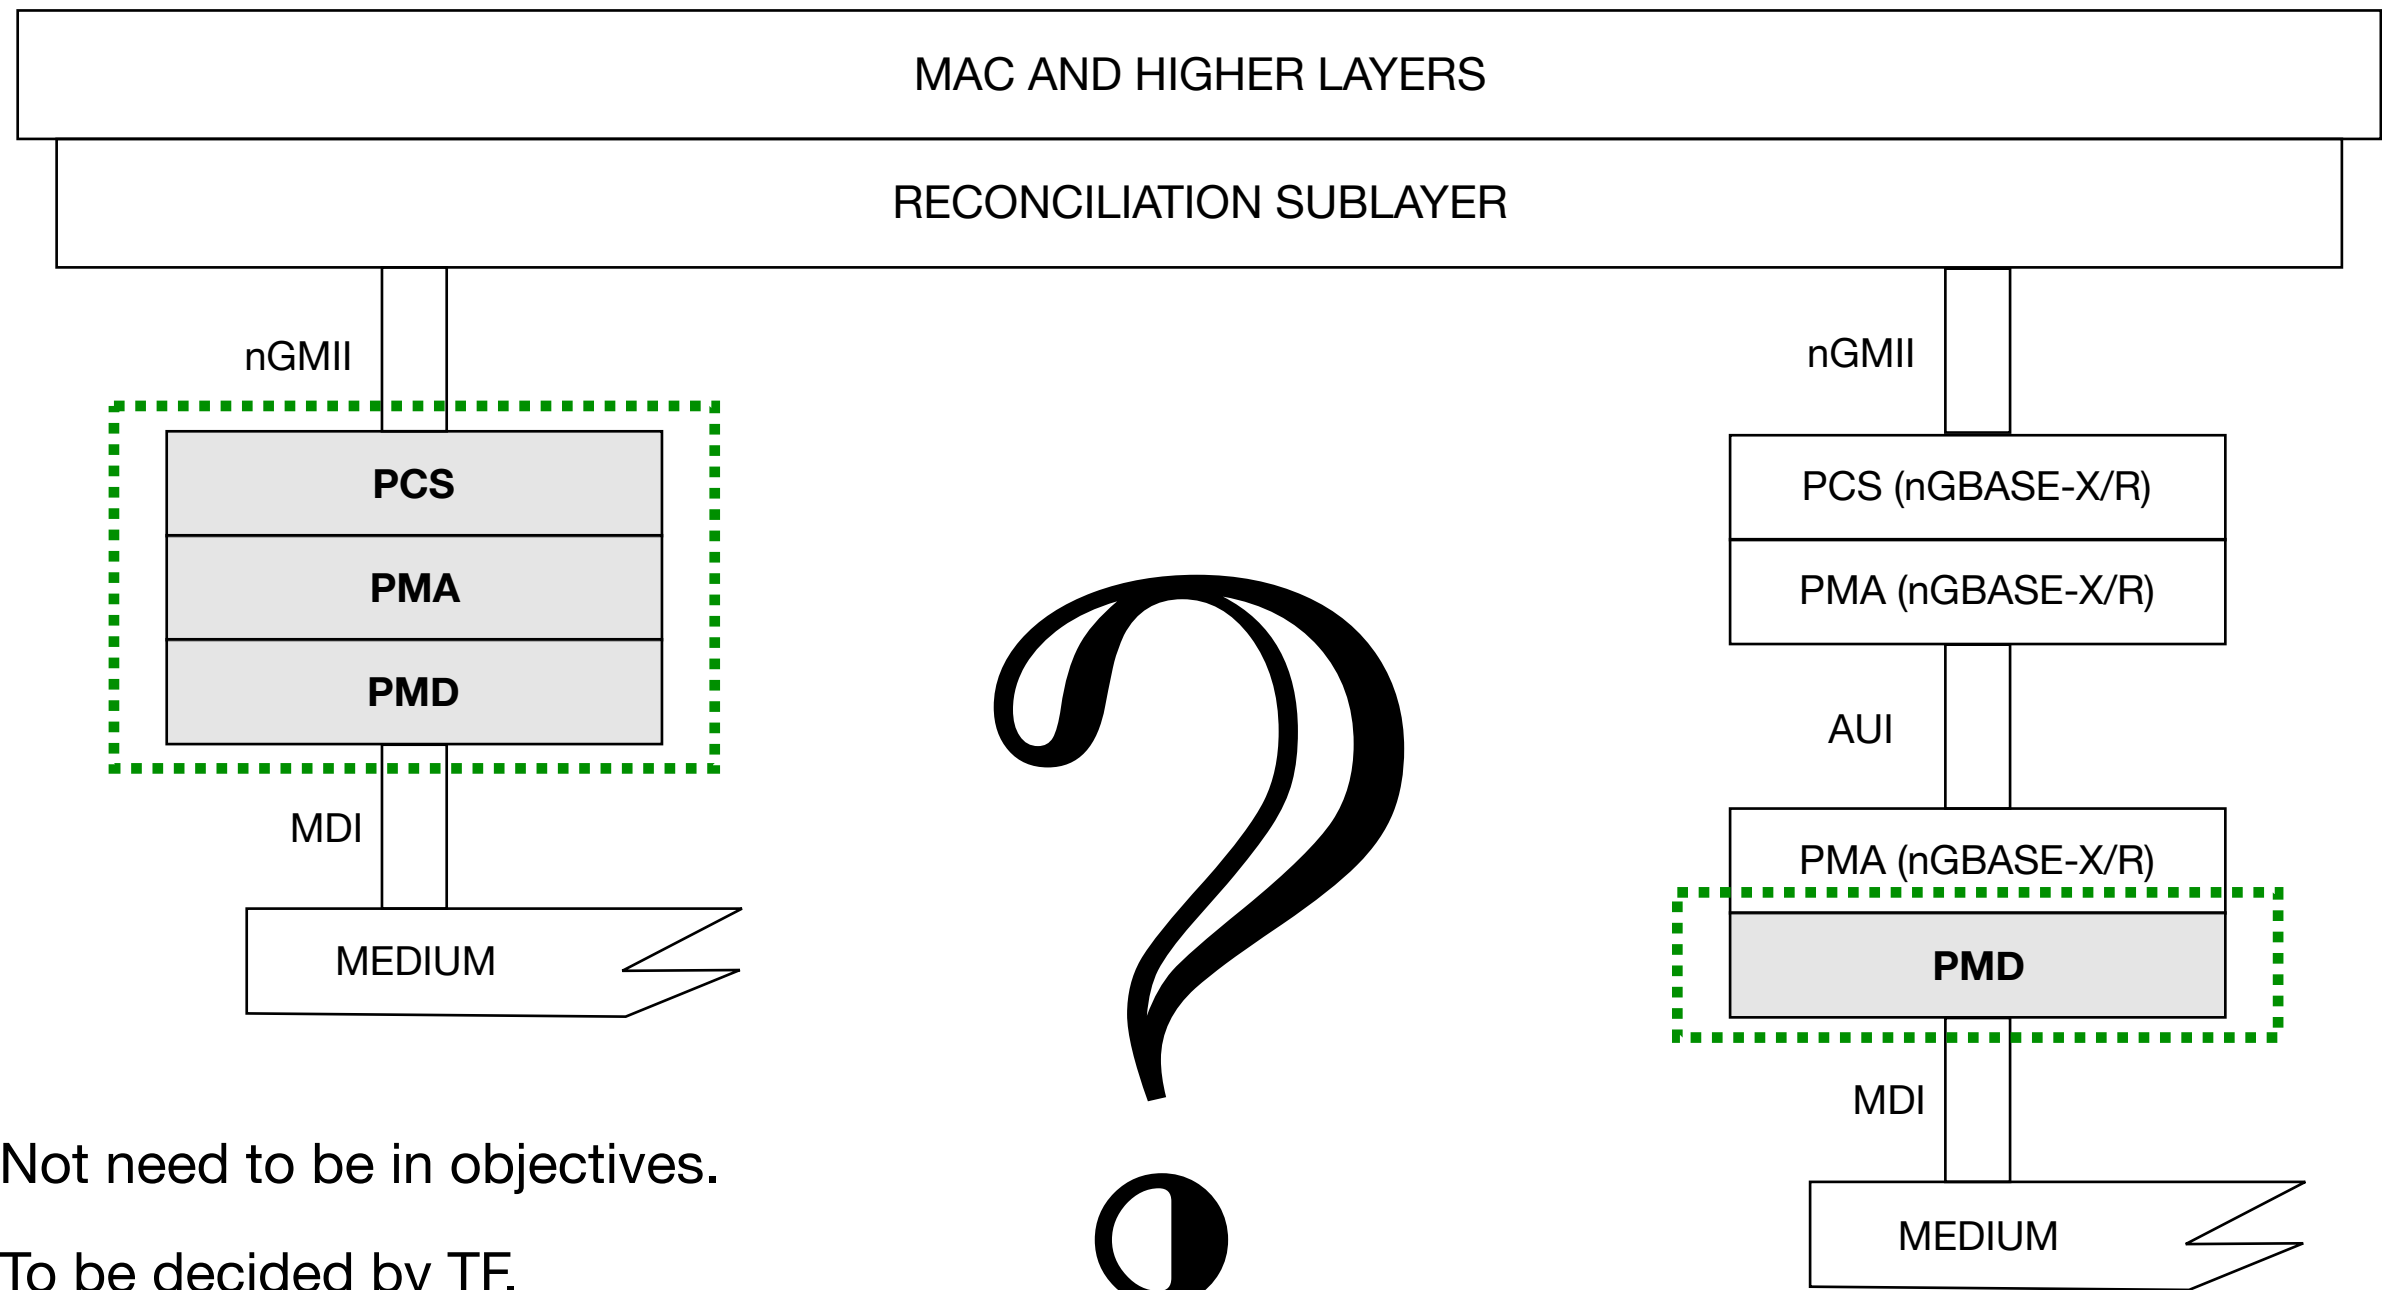 MAC AND HIGHER LAYERS
RECONCILIATION SUBLAYER
nGMII
PCS
PMA
PMD
MDI
MEDIUM
?
nGMII
PCS (nGBASE-X/R)
PMA (nGBASE-X/R)
AUI
PMA (nGBASE-X/R)
PMD
MDI
MEDIUM
Not need to be in objectives.
To be decided by TF.